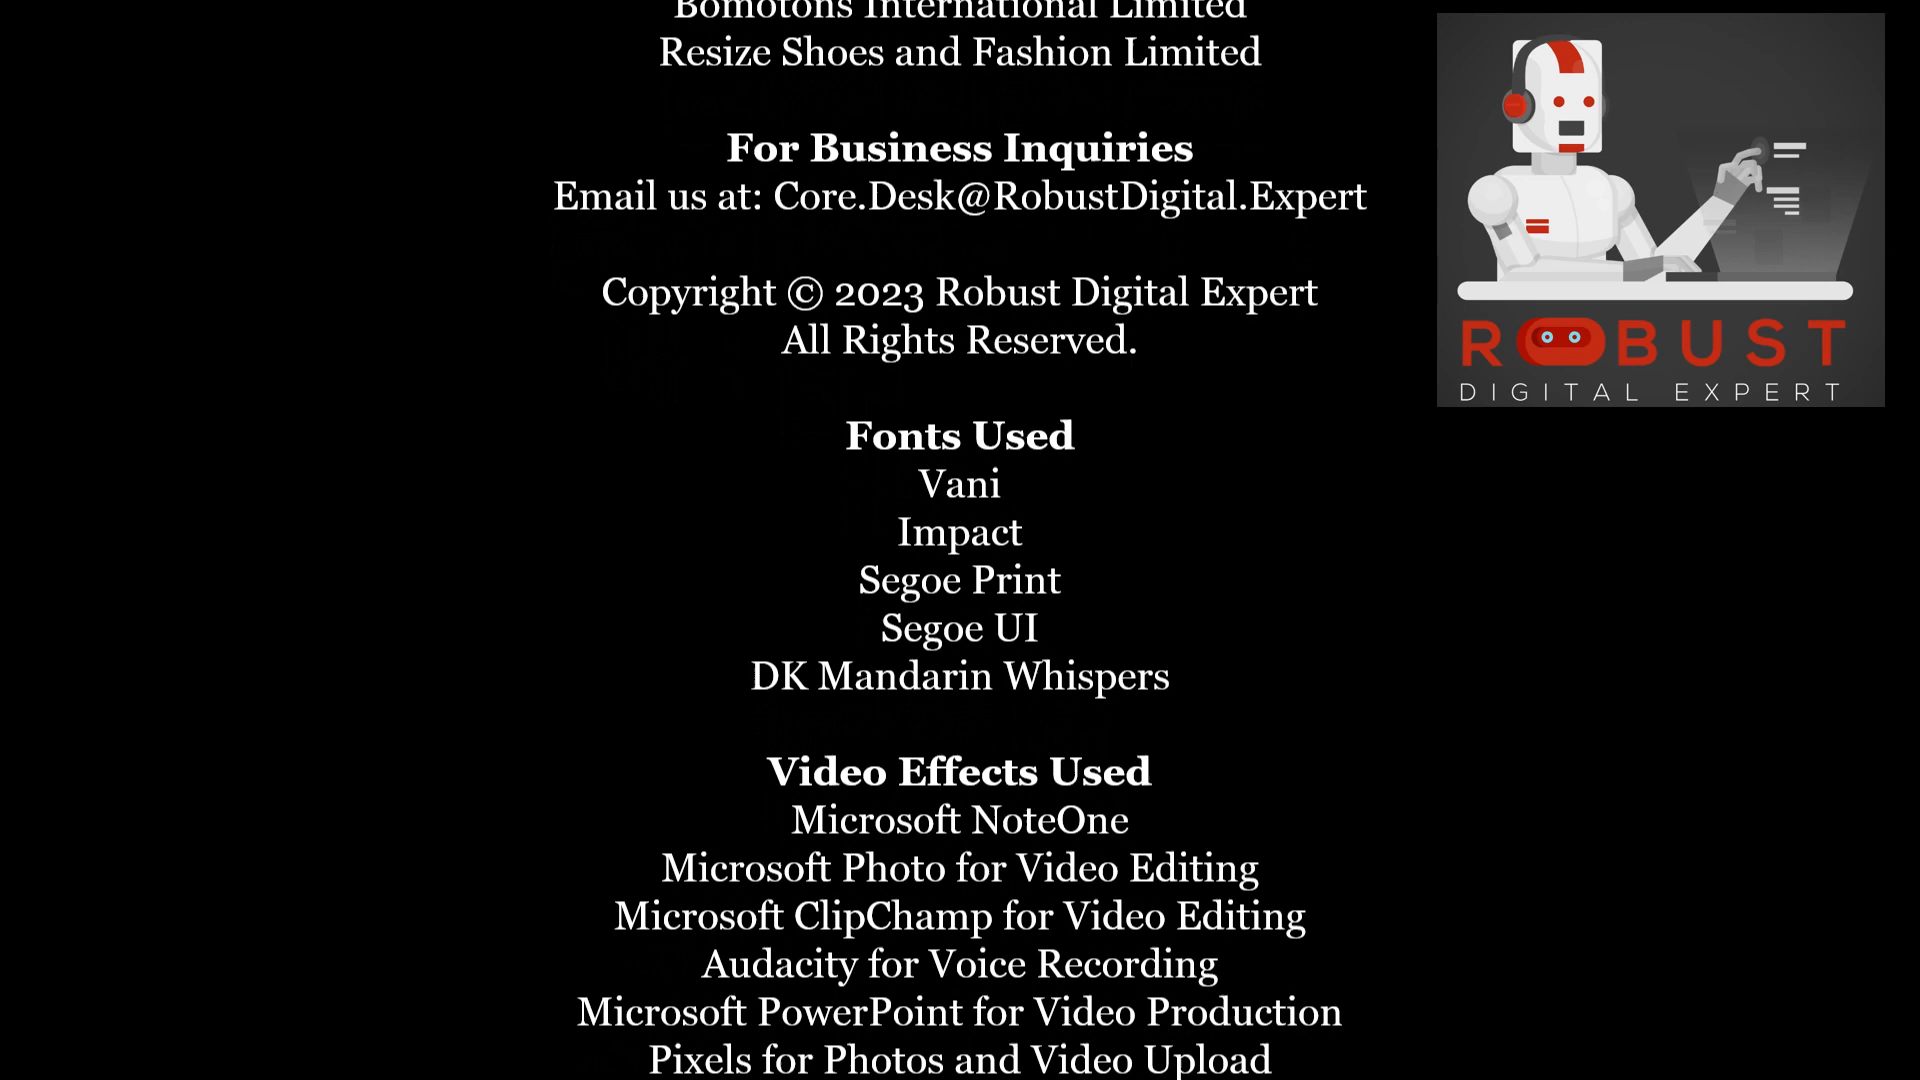 Bomotons International Limited
Resize Shoes and Fashion Limited
For Business Inquiries
Email us at: Core.Desk@RobustDigital.Expert
Copyright © 2023 Robust Digital Expert
All Rights Reserved.
Fonts Used
Vani
Impact
Segoe Print
Segoe UI
DK Mandarin Whispers
Video Effects Used
Microsoft NoteOne
Microsoft Photo for Video Editing
Microsoft ClipChamp for Video Editing
Audacity for Voice Recording
Microsoft PowerPoint for Video Production
Pixels for Photos and Video Upload
ROBUST
DIGITAL EXPERT